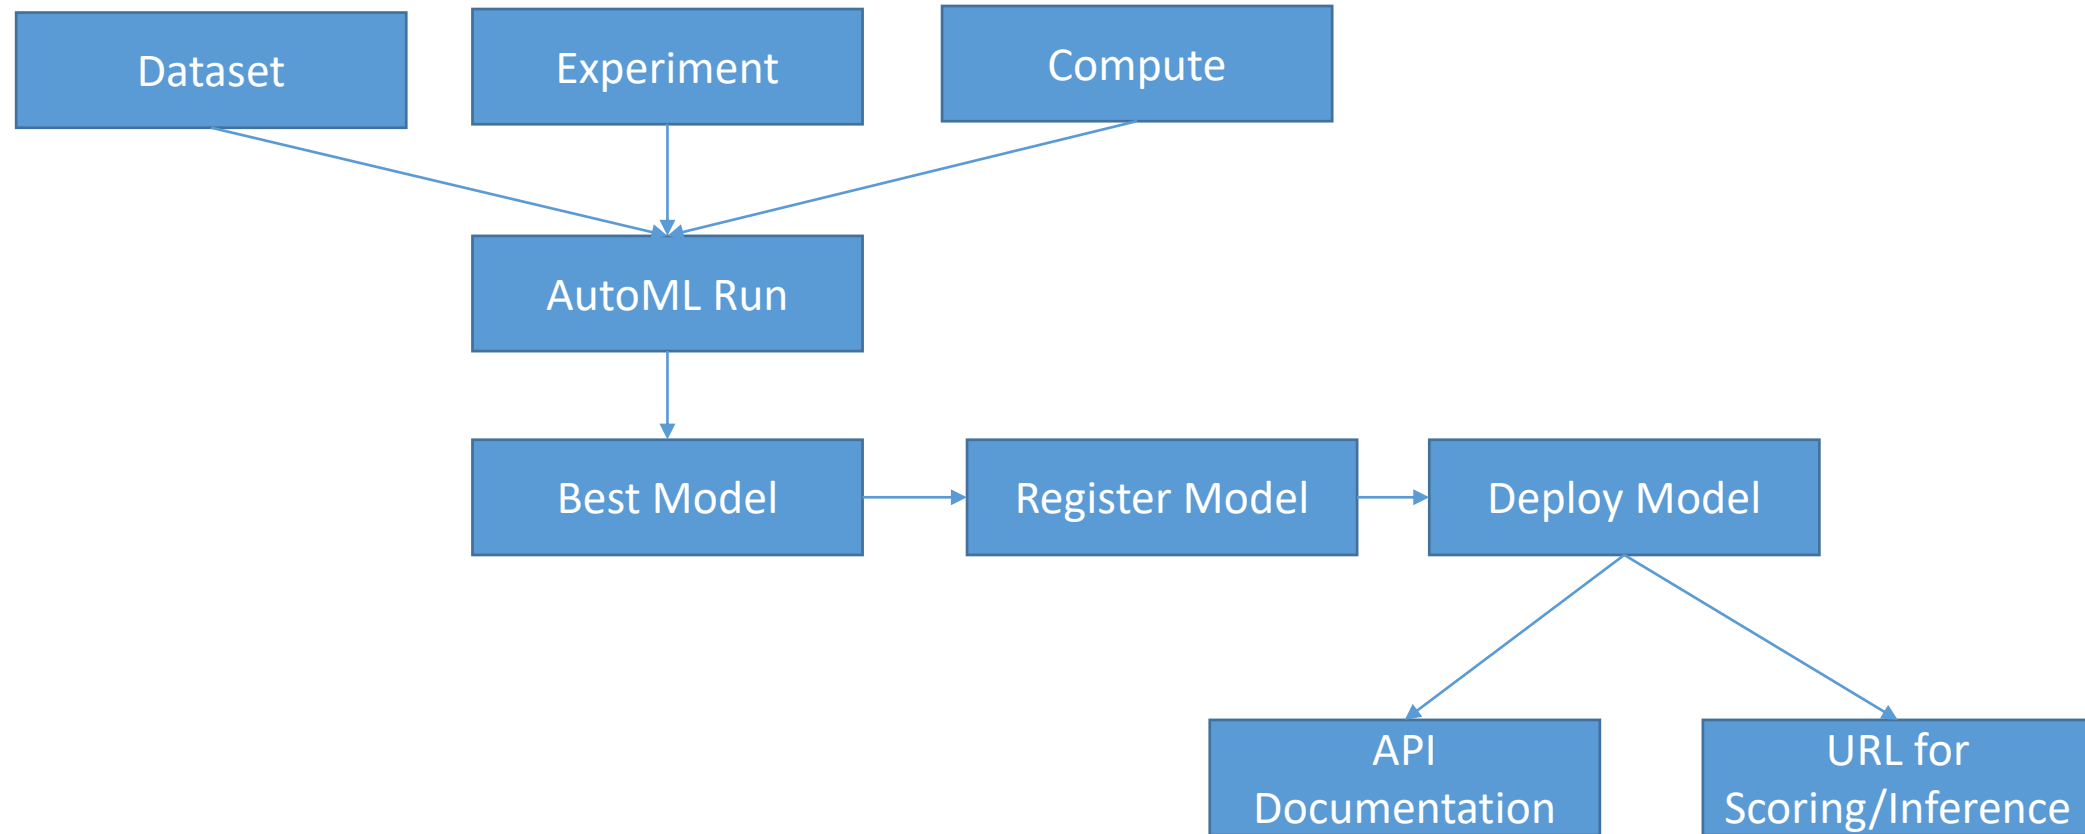 Dataset
Experiment
Compute
AutoML Run
Best Model
Register Model
Deploy Model
API
Documentation
URL for
Scoring/Inference